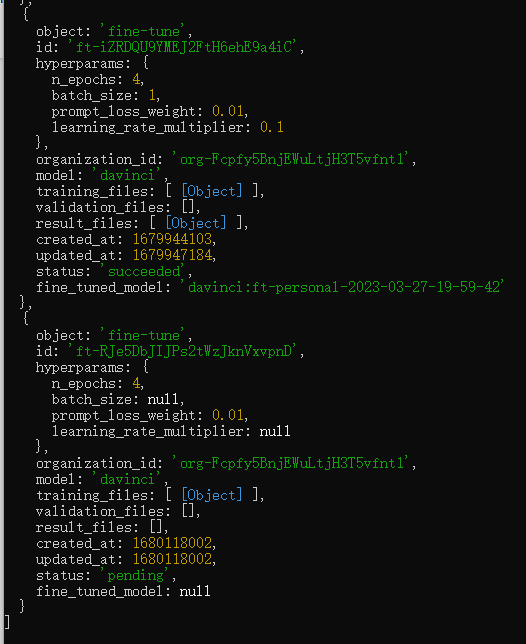 {
object: 'fine-tune',
id: 'ft-iZRDQU9YMEJ2FtH6ehE9a4iC',
hyperparams: {
n_epochs: 4,
batch_size: 1,
prompt_loss_weight: 0.01,
learning_rate_multiplier: 0.1
},
organization_id: 'org-Fcpfy5BnjEWuLtjH3T5vfnt1',
model: 'davinci',
training_files: [ [Object] ],
validation_files: [],
result_files: [ [Object] ],
created_at: 1679944103,
updated_at: 1679947184,
status: 'succeeded',
fine_tuned_model: 'davinci:ft-personal-2023-03-27-19-59-42'
},
{
object: 'fine-tune',
id: 'ft-RJe5DbJIJPs2tWzJknVxvpnD',
hyperparams: {
n_epochs: 4,
batch_size: null,
prompt_loss_weight: 0.01,
learning_rate_multiplier: null
},
organization_id: 'org-Fcpfy5BnjEWuLtjH3T5vfnt1',
model: 'davinci',
training_files: [ [Object] ],
validation_files: [],
result_files: [],
created_at: 1680118002,
updated_at: 1680118002,
status: 'pending',
fine_tuned_model: null
}
]